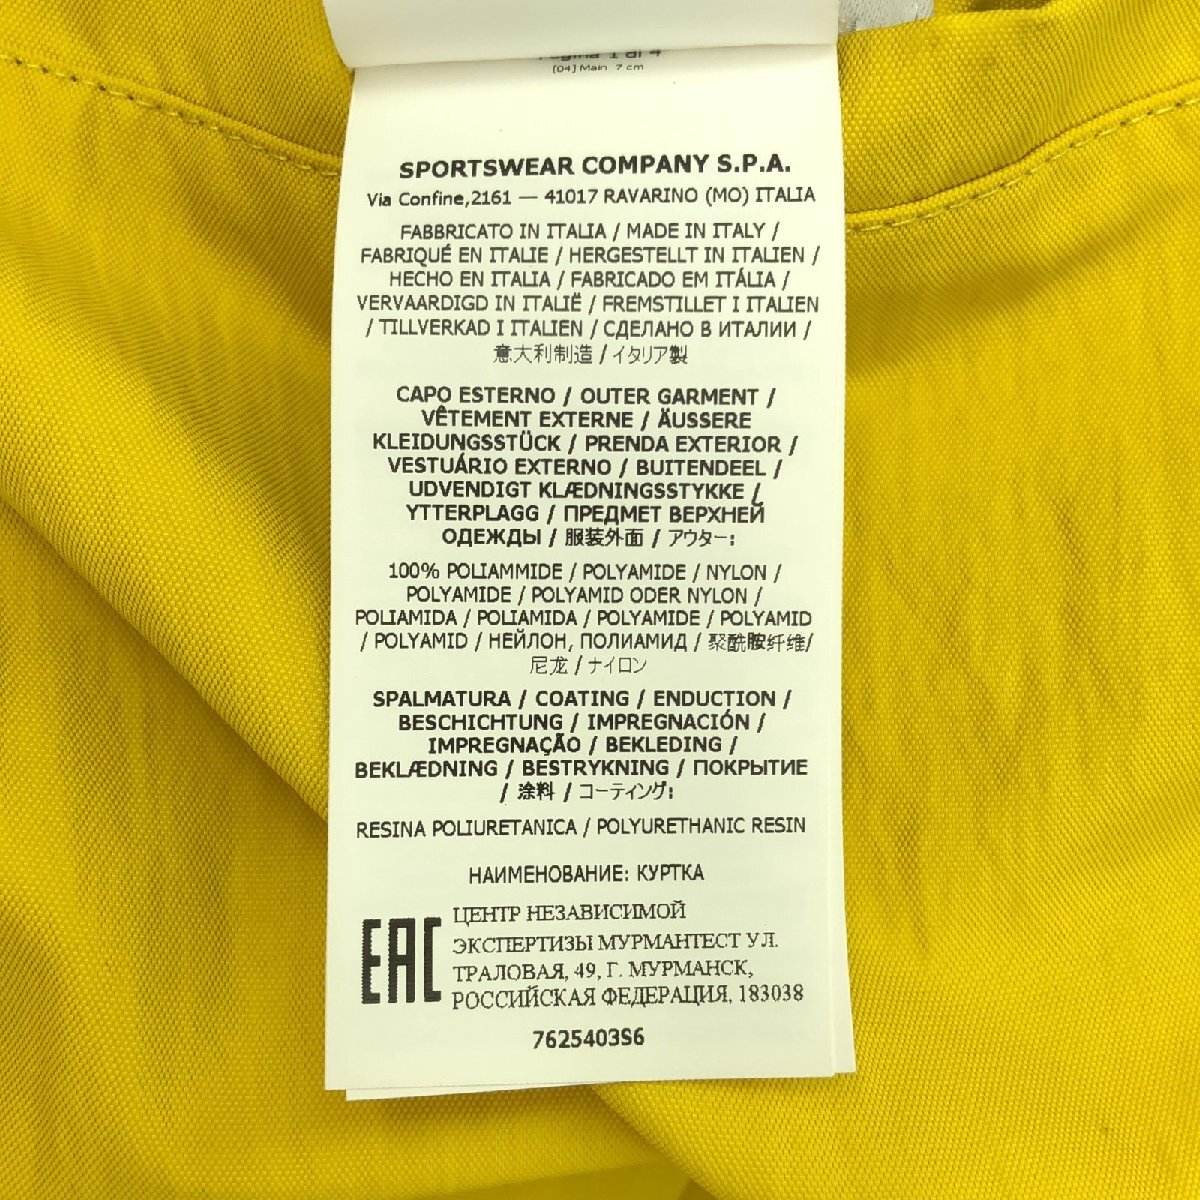 Pagina 1 di 4
[04] Main 7 cm
SPORTSWEAR COMPANY S.P.A.
Via Confine,2161 — 41017 RAVARINO (MO) ITALIA
FABBRICATO IN ITALIA / MADE IN ITALY /
FABRIQUÉ EN ITALIE / HERGESTELLT IN ITALIEN /
HECHO EN ITALIA / FABRICADO EM ITÁLIA /
VERVAARDIGD IN ITALIË / FREMSTILLET I ITALIEN
/ TILLVERKAD I ITALIEN / СДЕЛАНО В ИТАЛИИ /
意大利制造 / イタリア製
CAPO ESTERNO / OUTER GARMENT /
VÊTEMENT EXTERNE / ÄUSSERE
KLEIDUNGSSTÜCK / PRENDA EXTERIOR /
VESTUÁRIO EXTERNO / BUITENDEEL /
UDVENDIGT KLÆDNINGSSTYKKE /
YTTERPLAGG / ПРЕДМЕТ ВЕРХНЕЙ
ОДЕЖДЫ / 服装外面 / アウター:
100% POLIAMMIDE / POLYAMIDE / NYLON /
POLYAMIDE / POLYAMID ODER NYLON /
POLIAMIDA / POLIAMIDA / POLYAMIDE / POLYAMID
/ POLYAMID / НЕЙЛОН, ПОЛИАМИД / 聚酰胺纤维/
尼龙 / ナイロン
SPALMATURA / COATING / ENDUCTION /
BESCHICHTUNG / IMPREGNACIÓN /
IMPREGNAÇÃO / BEKLEDING /
BEKLÆDNING / BESTRYKNING / ПОКРЫТИЕ
/ 涂料 / コーティング:
RESINA POLIURETANICA / POLYURETHANIC RESIN
НАИМЕНОВАНИЕ: КУРТКА
EAC
ЦЕНТР НЕЗАВИСИМОЙ
ЭКСПЕРТИЗЫ МУРМАНТЕСТ УЛ.
ТРАЛОВАЯ, 49, Г. МУРМАНСК,
РОССИЙСКАЯ ФЕДЕРАЦИЯ, 183038
7625403S6